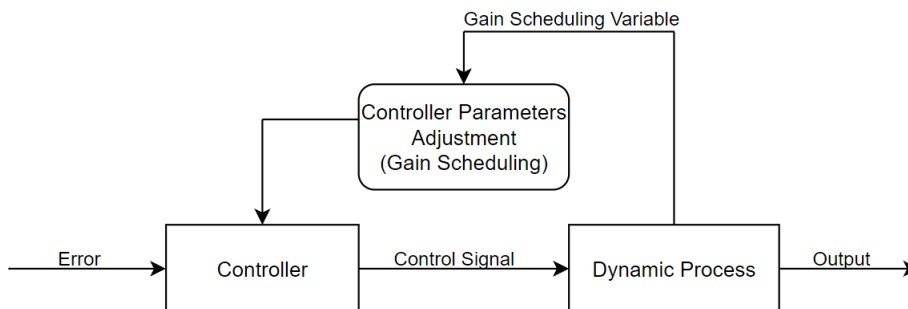 Gain Scheduling Variable
Controller Parameters
Adjustment
(Gain Scheduling)
Error
Controller
Control Signal
Dynamic Process
Output